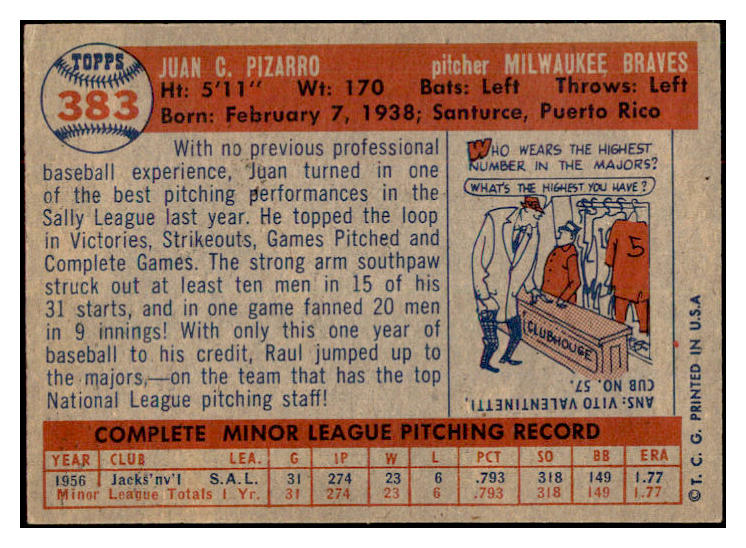 TOPPS
383
JUAN C. PIZARRO pitcher MILWAUKEE BRAVES
Ht: 5'11" Wt: 170 Bats: Left Throws: Left
Born: February 7, 1938; Santurce, Puerto Rico
With no previous professional
baseball experience, Juan turned in one
of the best pitching performances in the
Sally League last year. He topped the loop
in Victories, Strikeouts, Games Pitched and
Complete Games. The strong arm southpaw
struck out at least ten men in 15 of his
31 starts, and in one game fanned 20 men
in 9 innings! With only this one year of
baseball to his credit, Raul jumped up to
the majors,—on the team that has the top
National League pitching staff!
WHO WEARS THE HIGHEST
NUMBER IN THE MAJORS?
WHAT'S THE HIGHEST YOU HAVE?
5
CLUBHOUSE
ANS: VITO VALENTINETTI,
CUB NO. 57.
COMPLETE MINOR LEAGUE PITCHING RECORD
YEAR CLUB LEA. G IP W L PCT SO BB ERA
1956 Jacks'nv'l S.A.L. 31 274 23 6 .793 318 149 1.77
Minor League Totals 1 Yr. 31 274 23 6 .793 318 149 1.77
© T. C. G. PRINTED IN U.S.A